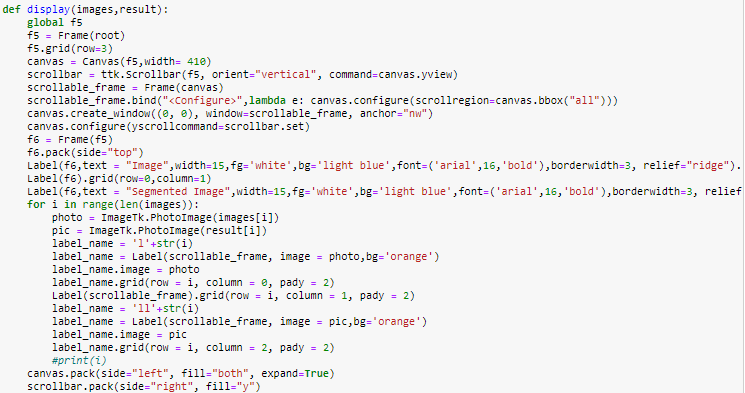 def display(images,result):
    global f5
    f5 = Frame(root)
    f5.grid(row=3)
    canvas = Canvas(f5,width= 410)
    scrollbar = ttk.Scrollbar(f5, orient="vertical", command=canvas.yview)
    scrollable_frame = Frame(canvas)
    scrollable_frame.bind("<Configure>",lambda e: canvas.configure(scrollregion=canvas.bbox("all")))
    canvas.create_window((0, 0), window=scrollable_frame, anchor="nw")
    canvas.configure(yscrollcommand=scrollbar.set)
    f6 = Frame(f5)
    f6.pack(side="top")
    Label(f6,text = "Image",width=15,fg='white',bg='light blue',font=('arial',16,'bold'),borderwidth=3, relief="ridge").
    Label(f6).grid(row=0,column=1)
    Label(f6,text = "Segmented Image",width=15,fg='white',bg='light blue',font=('arial',16,'bold'),borderwidth=3, relief
    for i in range(len(images)):
        photo = ImageTk.PhotoImage(images[i])
        pic = ImageTk.PhotoImage(result[i])
        label_name = 'l'+str(i)
        label_name = Label(scrollable_frame, image = photo,bg='orange')
        label_name.image = photo
        label_name.grid(row = i, column = 0, pady = 2)
        Label(scrollable_frame).grid(row = i, column = 1, pady = 2)
        label_name = 'll'+str(i)
        label_name = Label(scrollable_frame, image = pic,bg='orange')
        label_name.image = pic
        label_name.grid(row = i, column = 2, pady = 2)
        #print(i)
    canvas.pack(side="left", fill="both", expand=True)
    scrollbar.pack(side="right", fill="y")